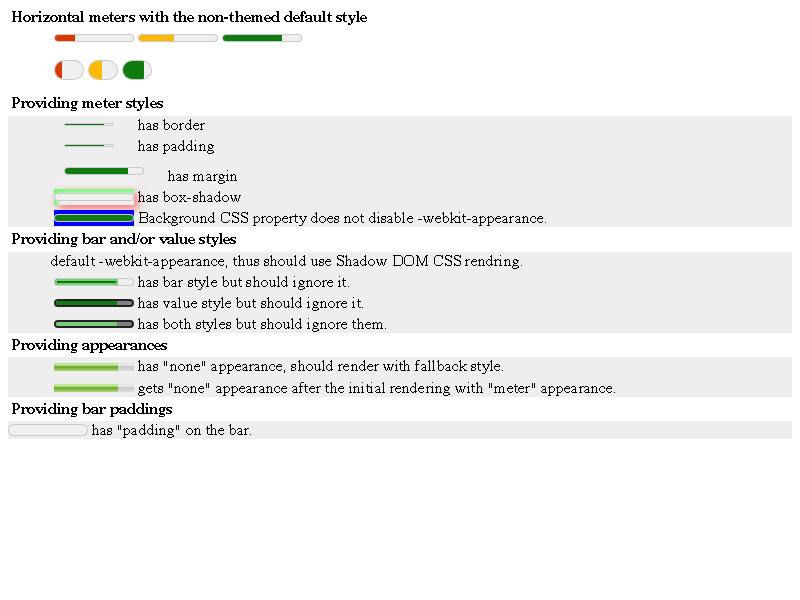 Horizontal meters with the non-themed default style
Providing meter styles
has border
has padding
has margin
has box-shadow
Background CSS property does not disable -webkit-appearance.
Providing bar and/or value styles
default -webkit-appearance, thus should use Shadow DOM CSS rendring.
has bar style but should ignore it.
has value style but should ignore it.
has both styles but should ignore them.
Providing appearances
has "none" appearance, should render with fallback style.
gets "none" appearance after the initial rendering with "meter" appearance.
Providing bar paddings
has "padding" on the bar.